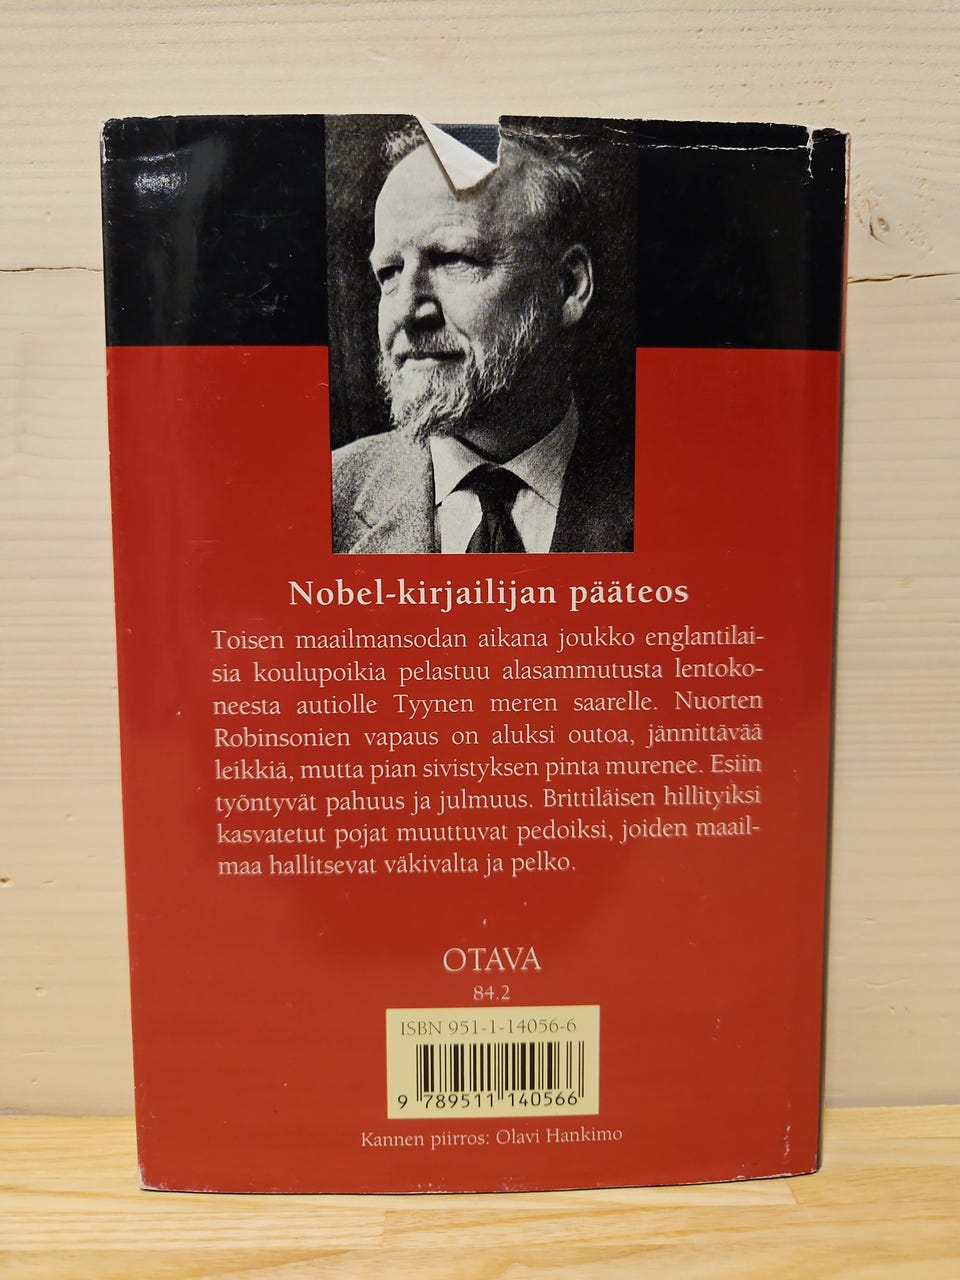 Nobel-kirjailijan pääteos
Toisen maailmansodan aikana joukko englantilai-
sia koulupoikia pelastuu alasammutusta lentoko-
neesta autiolle Tyynen meren saarelle. Nuorten
Robinsonien vapaus on aluksi outoa, jännittävää
leikkiä, mutta pian sivistyksen pinta murenee. Esiin
työntyvät pahuus ja julmuus. Brittiläisen hillityiksi
kasvatetut pojat muuttuvat pedoiksi, joiden maail-
maa hallitsevat väkivalta ja pelko.
OTAVA
84.2
ISBN 951-1-14056-6
9 789511 140566
Kannen piirros: Olavi Hankimo